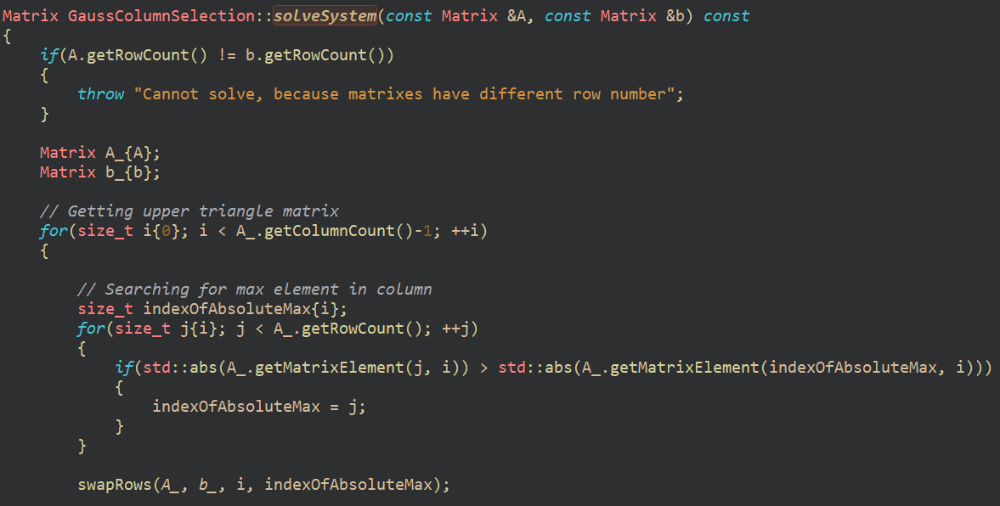 Matrix GaussColumnSelection::solveSystem(const Matrix &A, const Matrix &b) const
{
    if(A.getRowCount() != b.getRowCount())
    {
        throw "Cannot solve, because matrixes have different row number";
    }

    Matrix A_{A};
    Matrix b_{b};

    // Getting upper triangle matrix
    for(size_t i{0}; i < A_.getColumnCount()-1; ++i)
    {

        // Searching for max element in column
        size_t indexOfAbsoluteMax{i};
        for(size_t j{i}; j < A_.getRowCount(); ++j)
        {
            if(std::abs(A_.getMatrixElement(j, i)) > std::abs(A_.getMatrixElement(indexOfAbsoluteMax, i)))
            {
                indexOfAbsoluteMax = j;
            }
        }

        swapRows(A_, b_, i, indexOfAbsoluteMax);